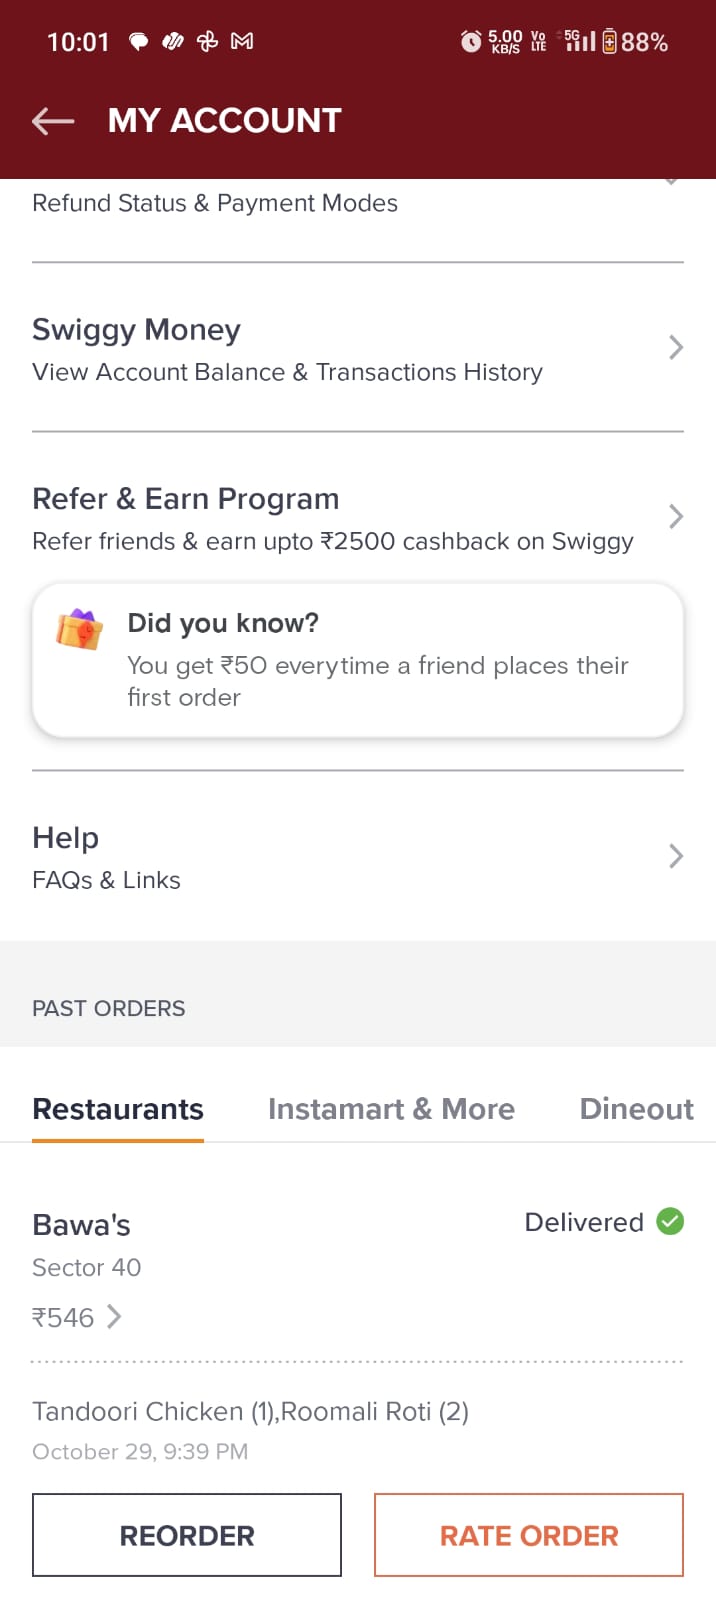 10:01
5.00 KB/S Vo LTE 5G 88%
MY ACCOUNT
Refund Status & Payment Modes
Swiggy Money
View Account Balance & Transactions History
Refer & Earn Program
Refer friends & earn upto ₹2500 cashback on Swiggy
Did you know?
You get ₹50 everytime a friend places their
first order
Help
FAQs & Links
PAST ORDERS
Restaurants Instamart & More Dineout
Bawa's Delivered
Sector 40
₹546
Tandoori Chicken (1),Roomali Roti (2)
October 29, 9:39 PM
REORDER RATE ORDER